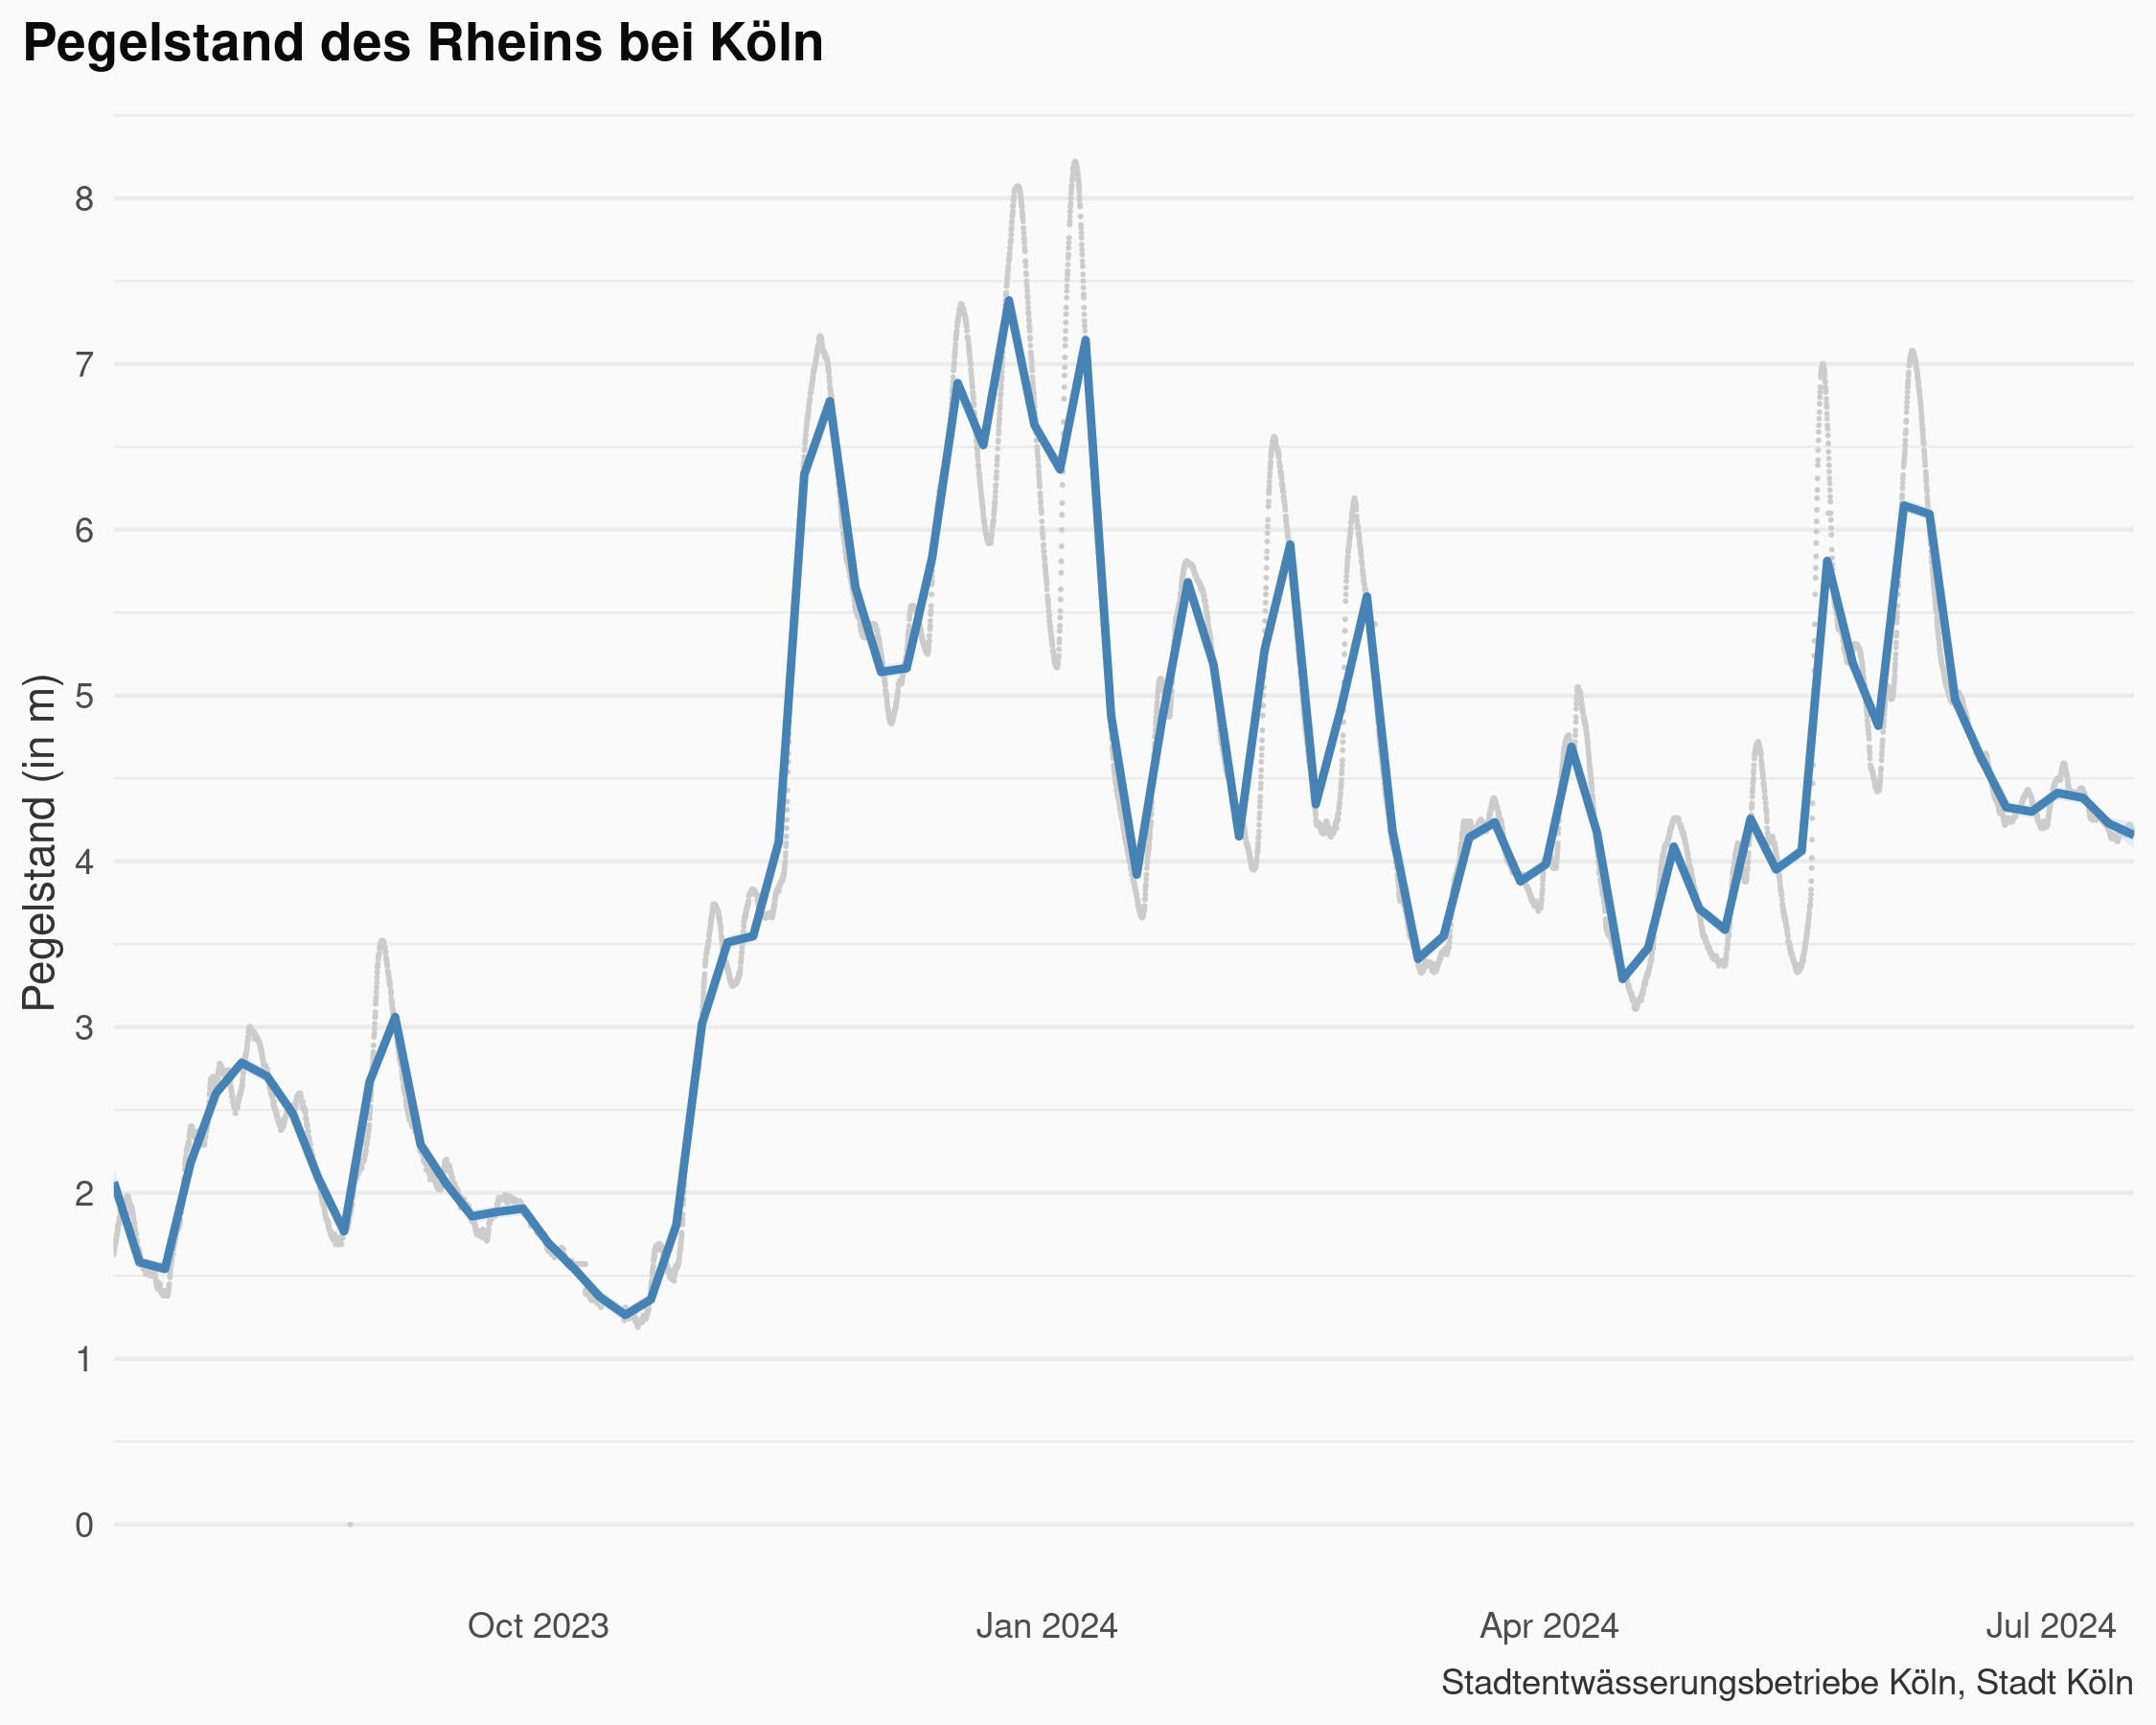 Pegelstand des Rheins bei Köln
Pegelstand (in m)
8
7
6
5
4
3
2
1
0
Oct 2023 Jan 2024 Apr 2024 Jul 2024
Stadtentwässerungsbetriebe Köln, Stadt Köln